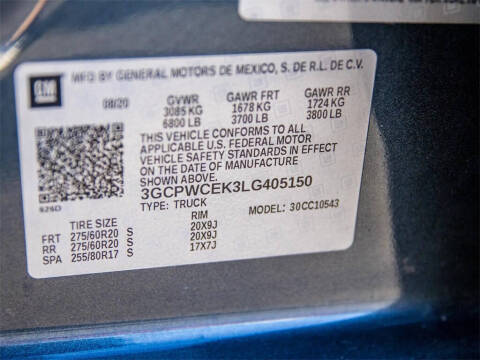 MFD BY GENERAL MOTORS DE MEXICO, S. DE R.L. DE C.V.
GM
08/20 GVWR GAWR FRT GAWR RR
3085 KG 1678 KG 1724 KG
6800 LB 3700 LB 3800 LB
THIS VEHICLE CONFORMS TO ALL
APPLICABLE U.S. FEDERAL MOTOR
VEHICLE SAFETY STANDARDS IN EFFECT
ON THE DATE OF MANUFACTURE
SHOWN ABOVE.
3GCPWCEK3LG405150
TYPE: TRUCK MODEL: 30CC10543
TIRE SIZE RIM
FRT 275/60R20 S 20X9J
RR 275/60R20 S 20X9J
SPA 255/80R17 S 17X7J